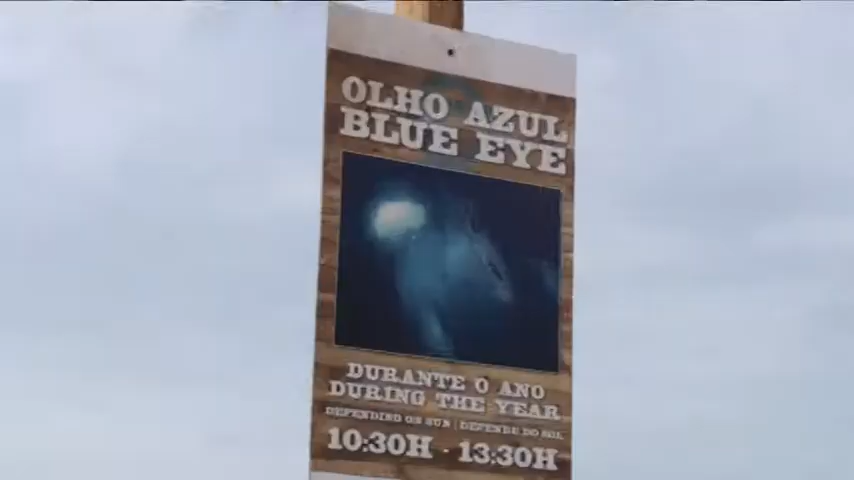 OLHO AZUL
BLUE EYE
DURANTE O ANO
DURING THE YEAR
DEPENDING ON SUN | DEPENDE DO SOL
10:30H - 13:30H